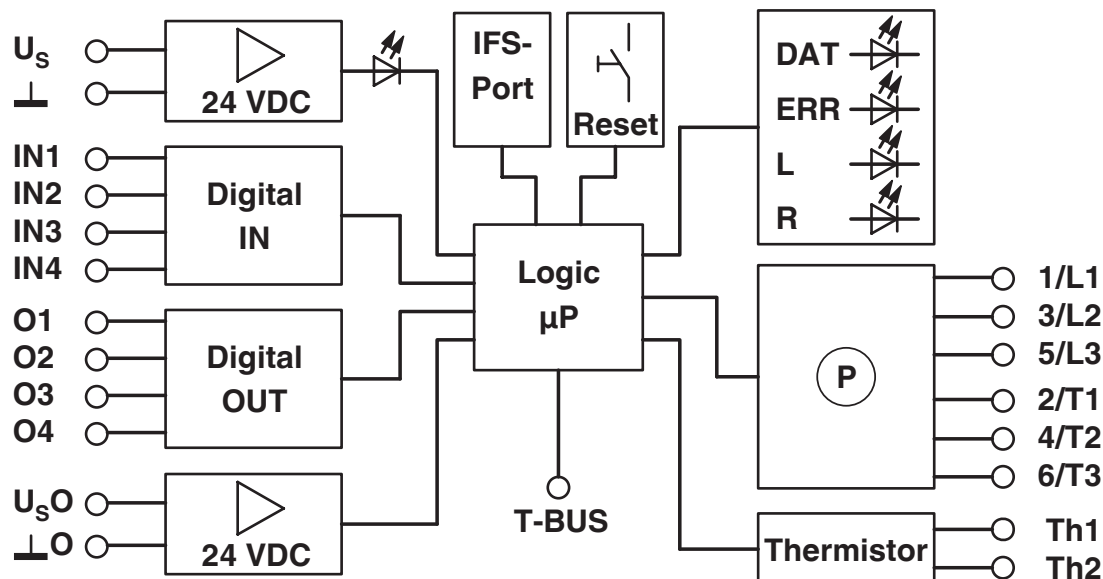 U_S
24 VDC
IFS-
Port
Reset
DAT
ERR
L
R
IN1
IN2
IN3
IN4
Digital
IN
Logic
µP
O1
O2
O3
O4
Digital
OUT
P
1/L1
3/L2
5/L3
2/T1
4/T2
6/T3
U_SO
O
24 VDC
T-BUS
Thermistor
Th1
Th2